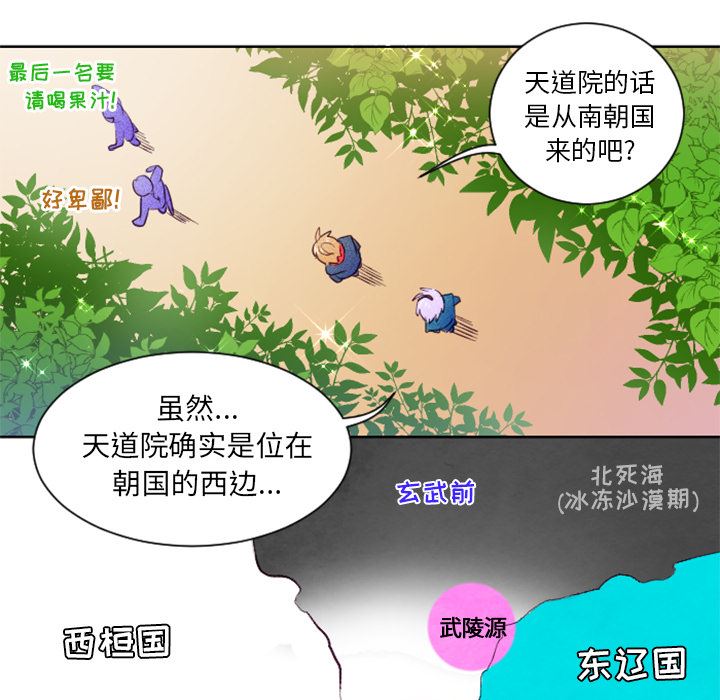 最后一名要
请喝果汁!
好卑鄙!
天道院的话
是从南朝国
来的吧?
虽然...
天道院确实是位在
朝国的西边...
玄武前
北死海
(冰冻沙漠期)
武陵源
西桓国
东辽国